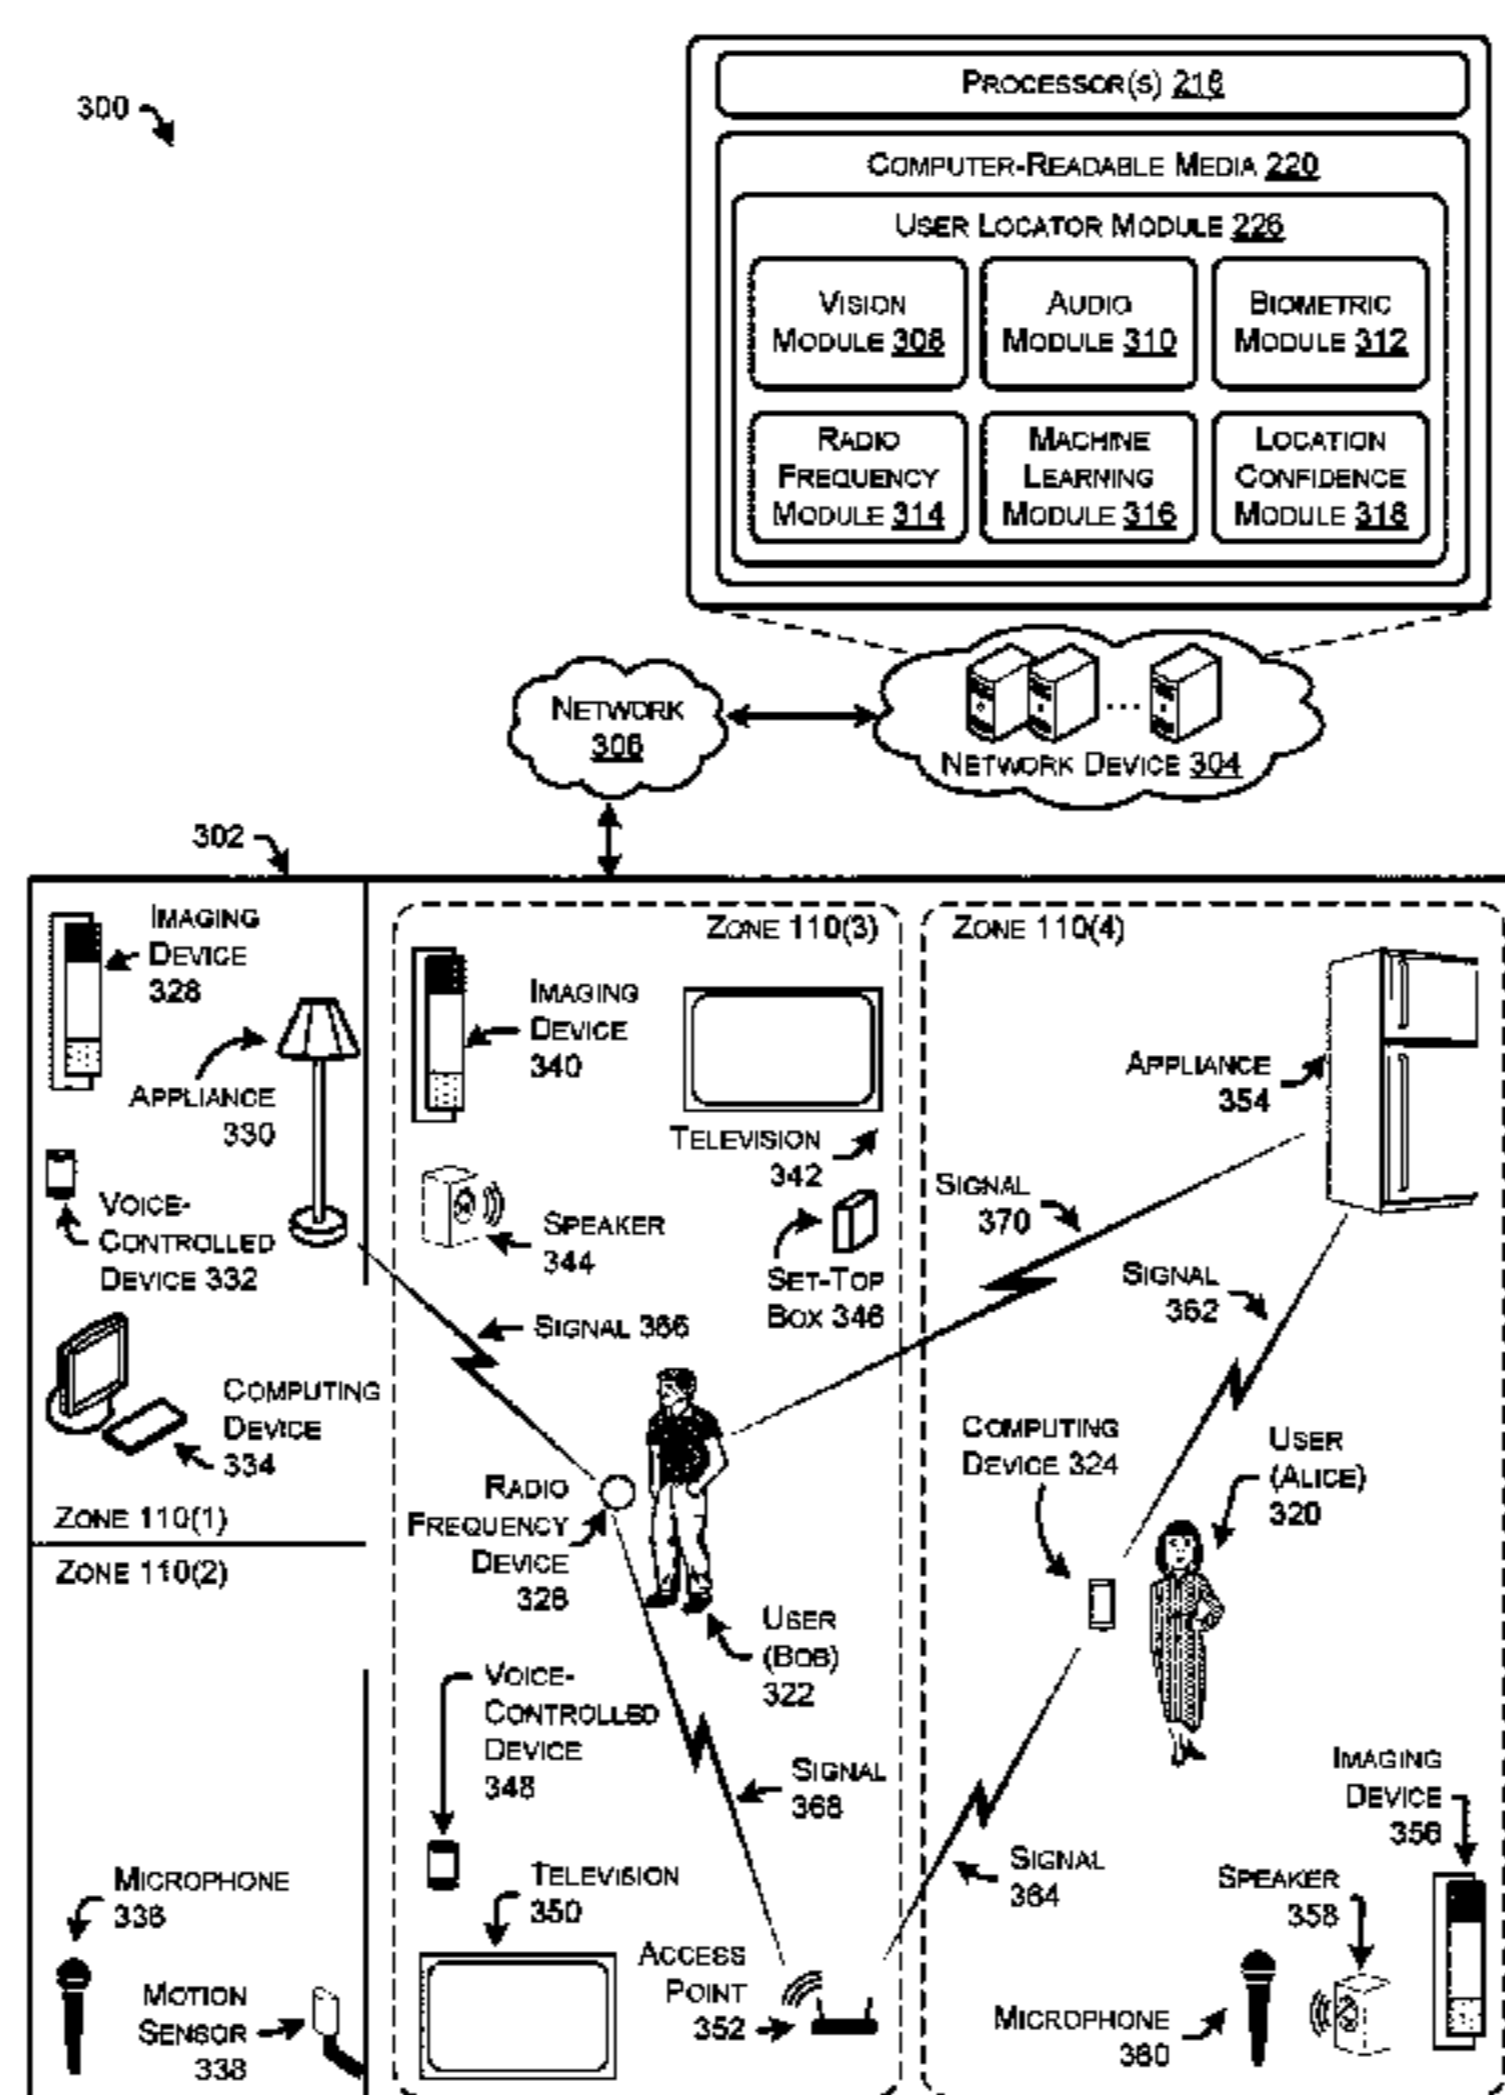 300
PROCESSOR(S) 216
COMPUTER-READABLE MEDIA 220
USER LOCATOR MODULE 226
VISION
MODULE 308
AUDIO
MODULE 310
BIOMETRIC
MODULE 312
RADIO
FREQUENCY
MODULE 314
MACHINE
LEARNING
MODULE 316
LOCATION
CONFIDENCE
MODULE 318
NETWORK
306
NETWORK DEVICE 304
302
IMAGING
DEVICE
328
APPLIANCE
330
VOICE-
CONTROLLED
DEVICE 332
COMPUTING
DEVICE
334
ZONE 110(1)
ZONE 110(2)
MICROPHONE
336
MOTION
SENSOR
338
ZONE 110(3)
IMAGING
DEVICE
340
TELEVISION
342
SPEAKER
344
SET-TOP
BOX 346
SIGNAL 366
RADIO
FREQUENCY
DEVICE
326
USER
(BOB)
322
VOICE-
CONTROLLED
DEVICE
348
SIGNAL
368
TELEVISION
350
ACCESS
POINT
352
ZONE 110(4)
APPLIANCE
354
SIGNAL
370
SIGNAL
362
COMPUTING
DEVICE 324
USER
(ALICE)
320
IMAGING
DEVICE
356
SIGNAL
364
SPEAKER
358
MICROPHONE
360